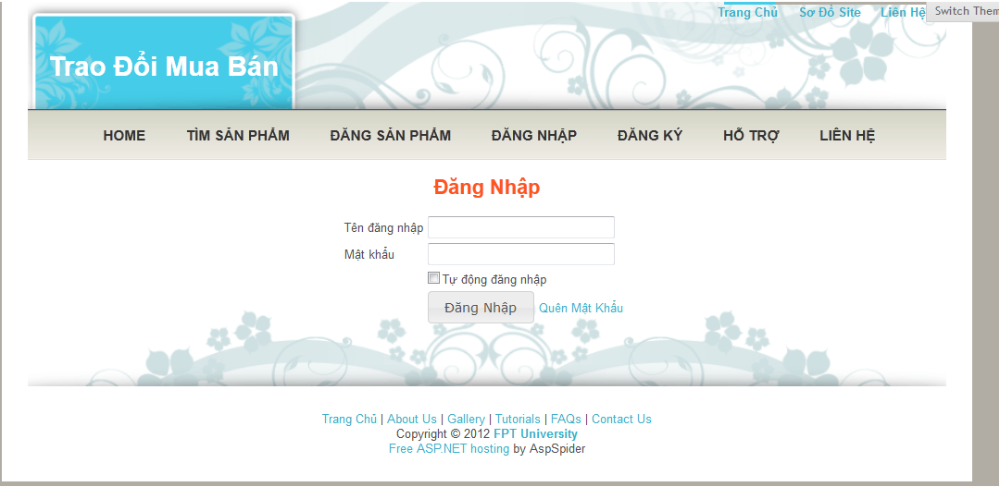 Trang Chủ Sơ Đồ Site Liên Hệ Switch Them
Trao Đổi Mua Bán
HOME TÌM SẢN PHẨM ĐĂNG SẢN PHẨM ĐĂNG NHẬP ĐĂNG KÝ HỖ TRỢ LIÊN HỆ
Đăng Nhập
Tên đăng nhập
Mật khẩu
Tự động đăng nhập
Đăng Nhập Quên Mật Khẩu
Trang Chủ | About Us | Gallery | Tutorials | FAQs | Contact Us
Copyright © 2012 FPT University
Free ASP.NET hosting by AspSpider